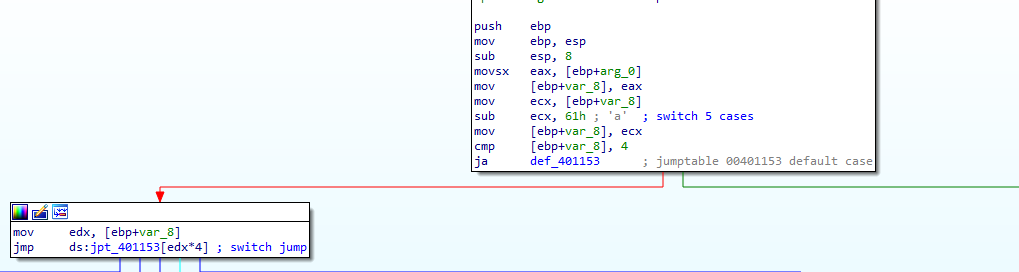 push ebp
mov ebp, esp
sub esp, 8
movsx eax, [ebp+arg_0]
mov [ebp+var_8], eax
mov ecx, [ebp+var_8]
sub ecx, 61h ; 'a' ; switch 5 cases
mov [ebp+var_8], ecx
cmp [ebp+var_8], 4
ja def_401153 ; jumptable 00401153 default case
mov edx, [ebp+var_8]
jmp ds:jpt_401153[edx*4] ; switch jump